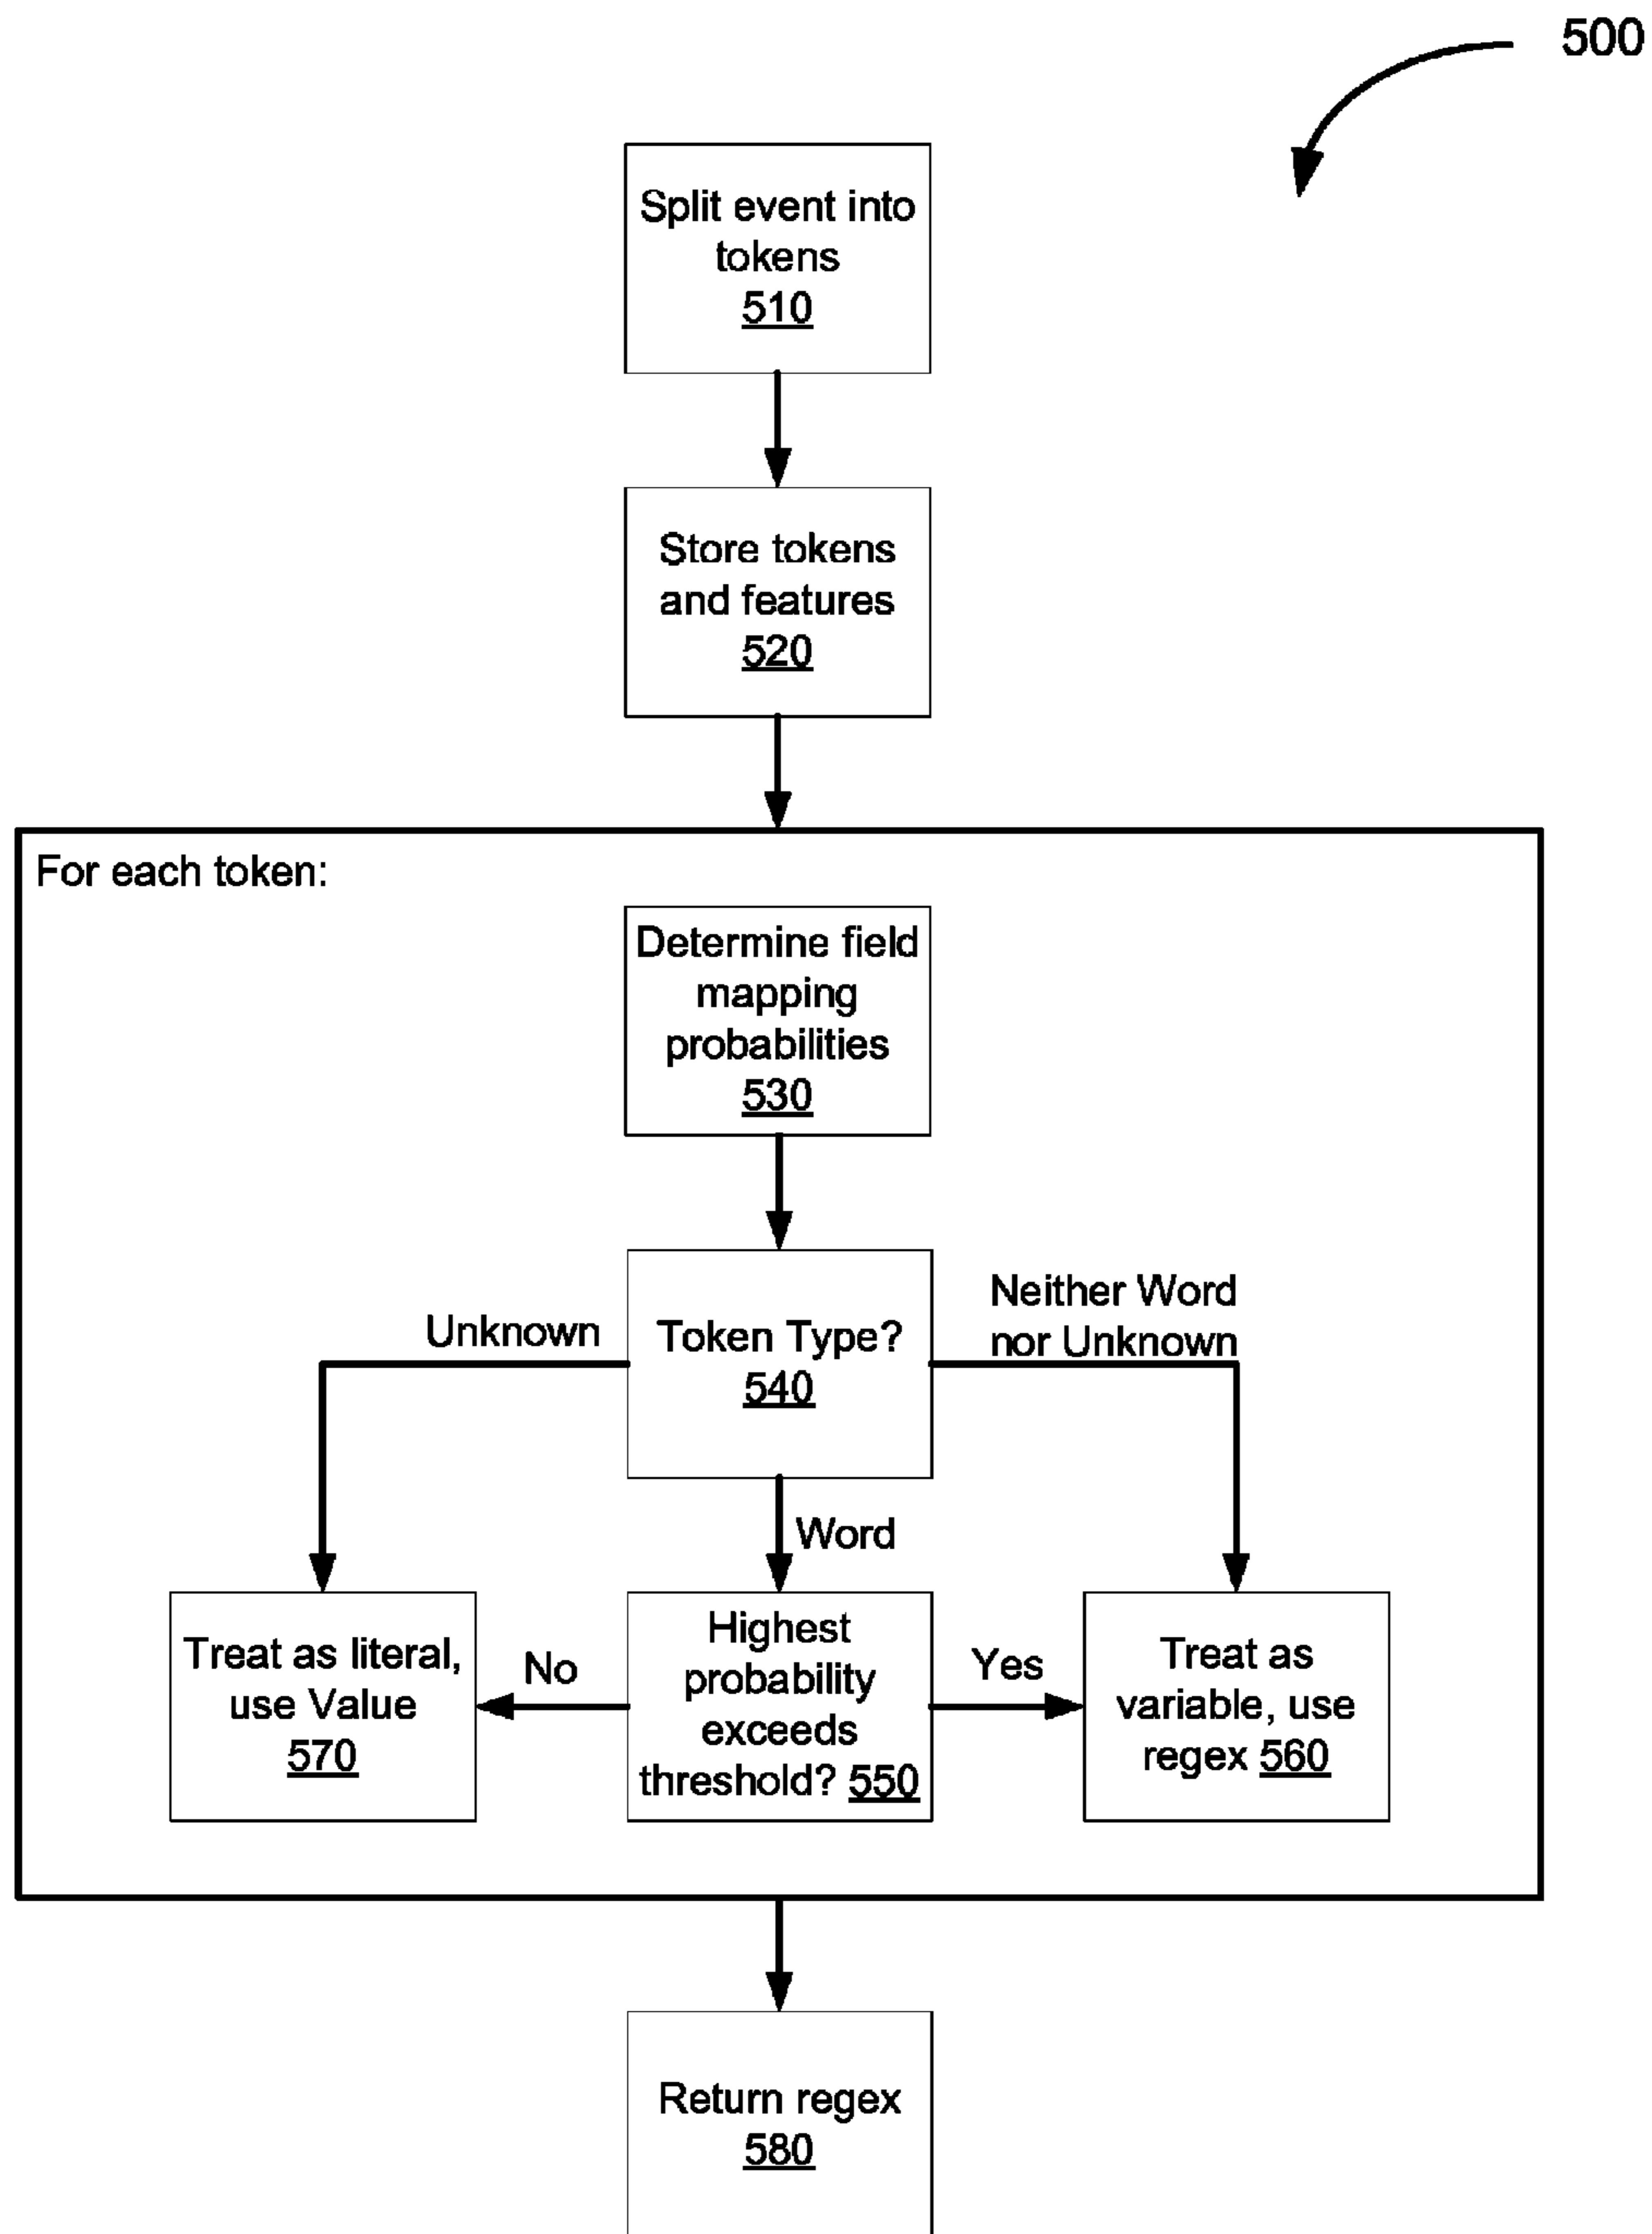 500
Split event into
tokens
510
Store tokens
and features
520
For each token:
Determine field
mapping
probabilities
530
Unknown
Token Type?
540
Neither Word
nor Unknown
Word
Treat as literal,
use Value
570
No
Highest
probability
exceeds
threshold? 550
Yes
Treat as
variable, use
regex 560
Return regex
580